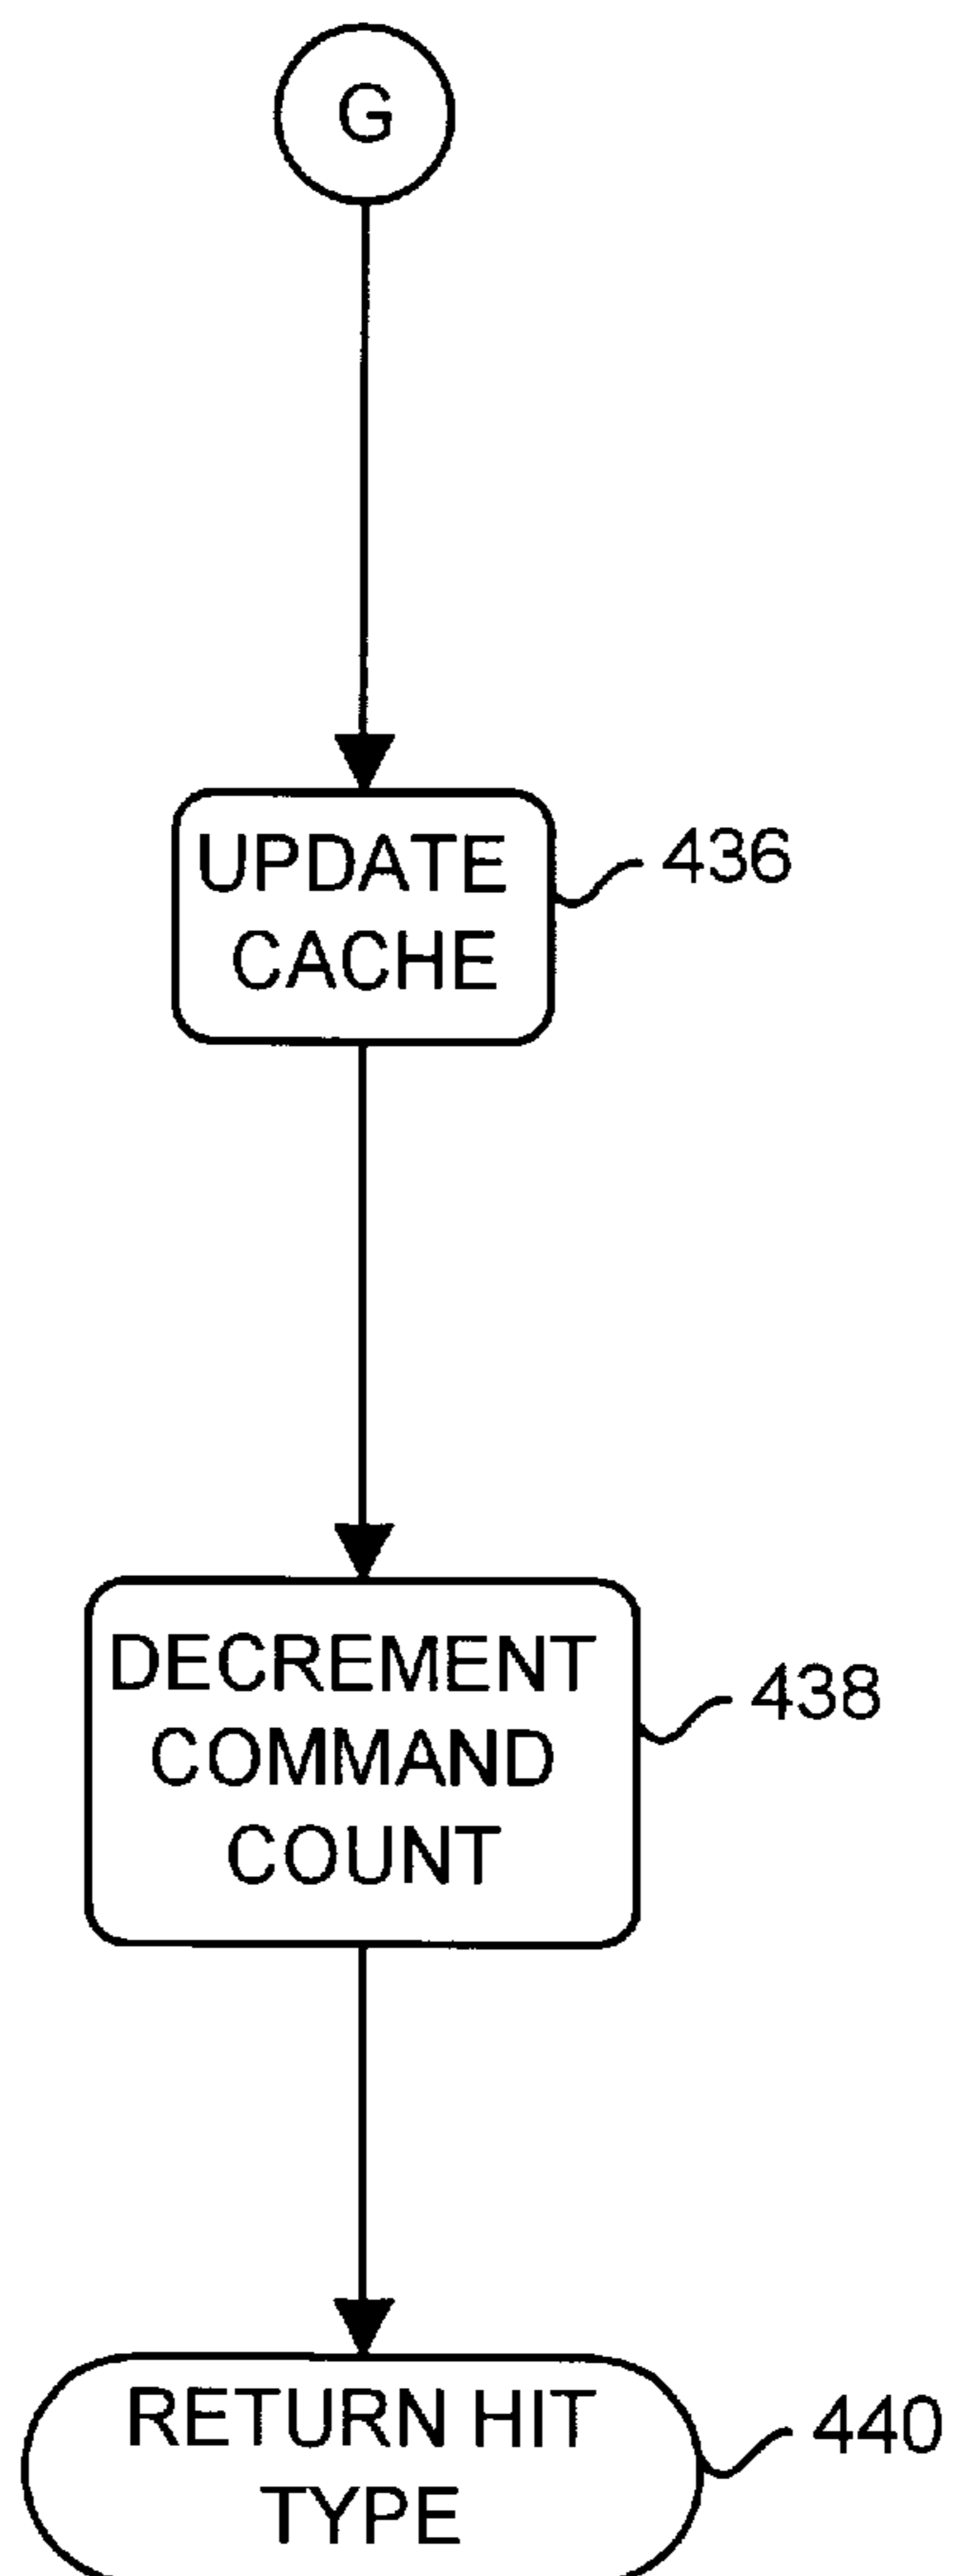 G
UPDATE
CACHE
436
DECREMENT
COMMAND
COUNT
438
RETURN HIT
TYPE
440